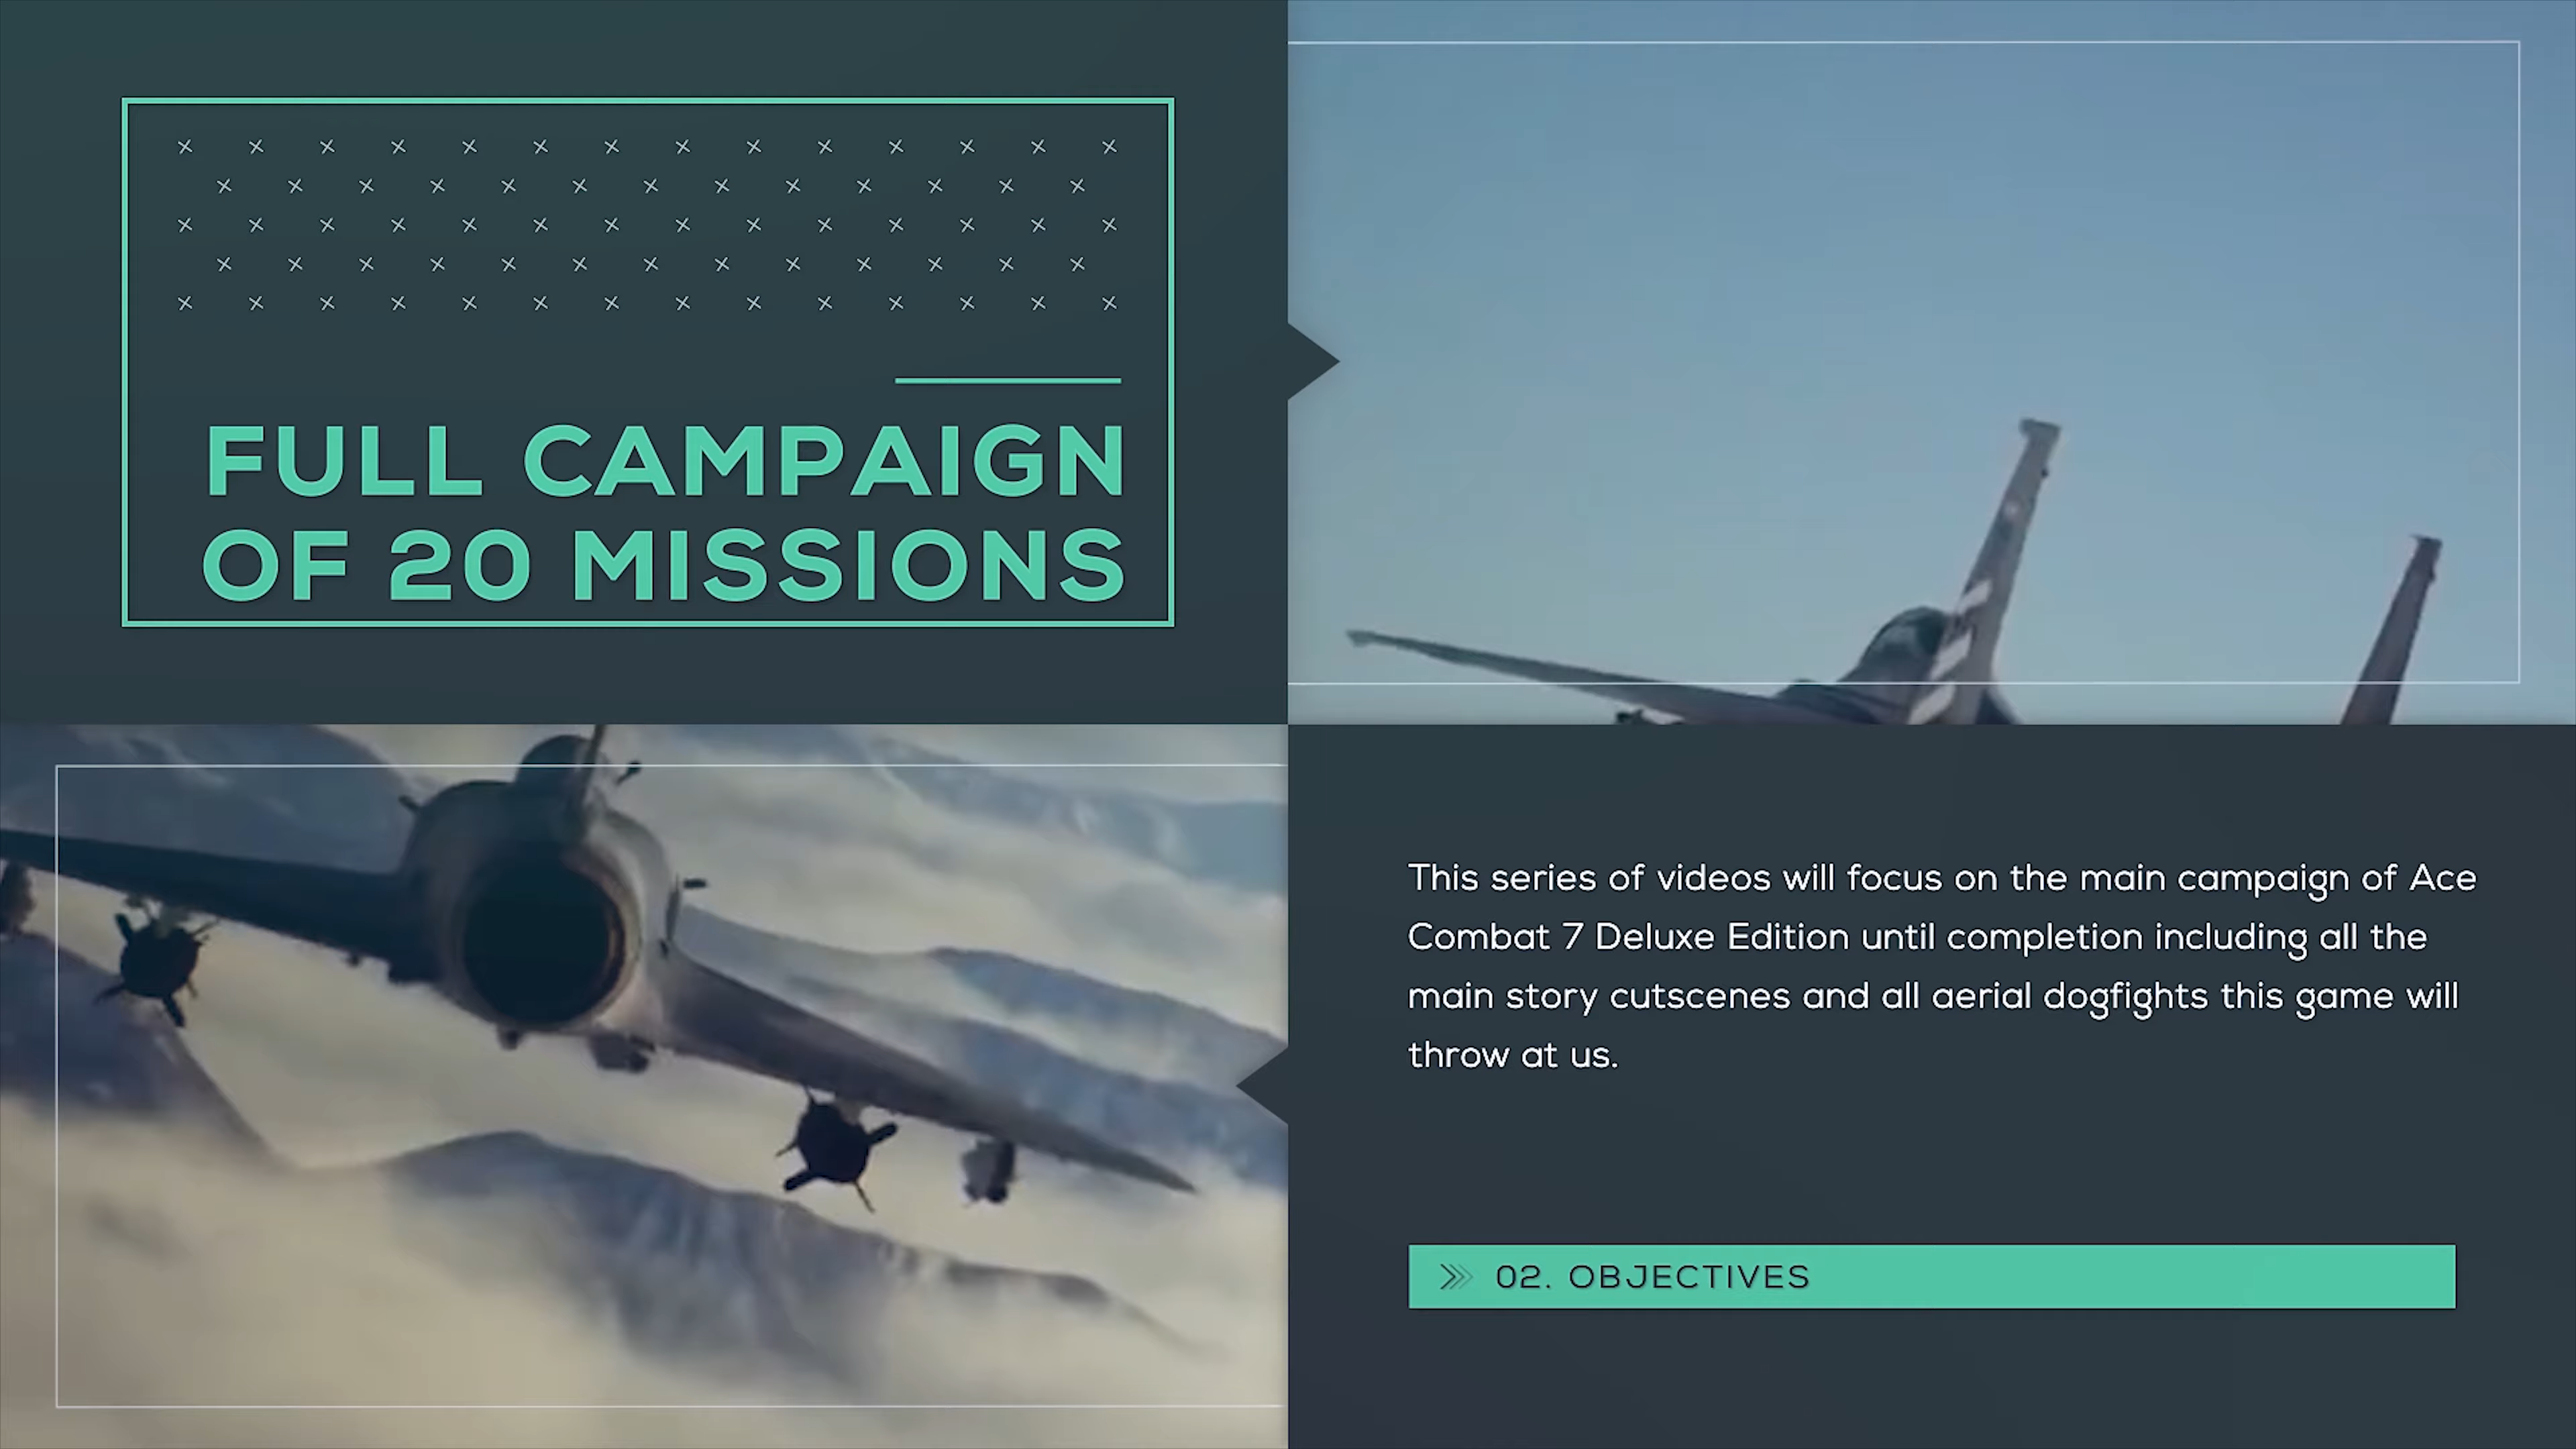 FULL CAMPAIGN
OF 20 MISSIONS
This series of videos will focus on the main campaign of Ace
Combat 7 Deluxe Edition until completion including all the
main story cutscenes and all aerial dogfights this game will
throw at us.
02. OBJECTIVES